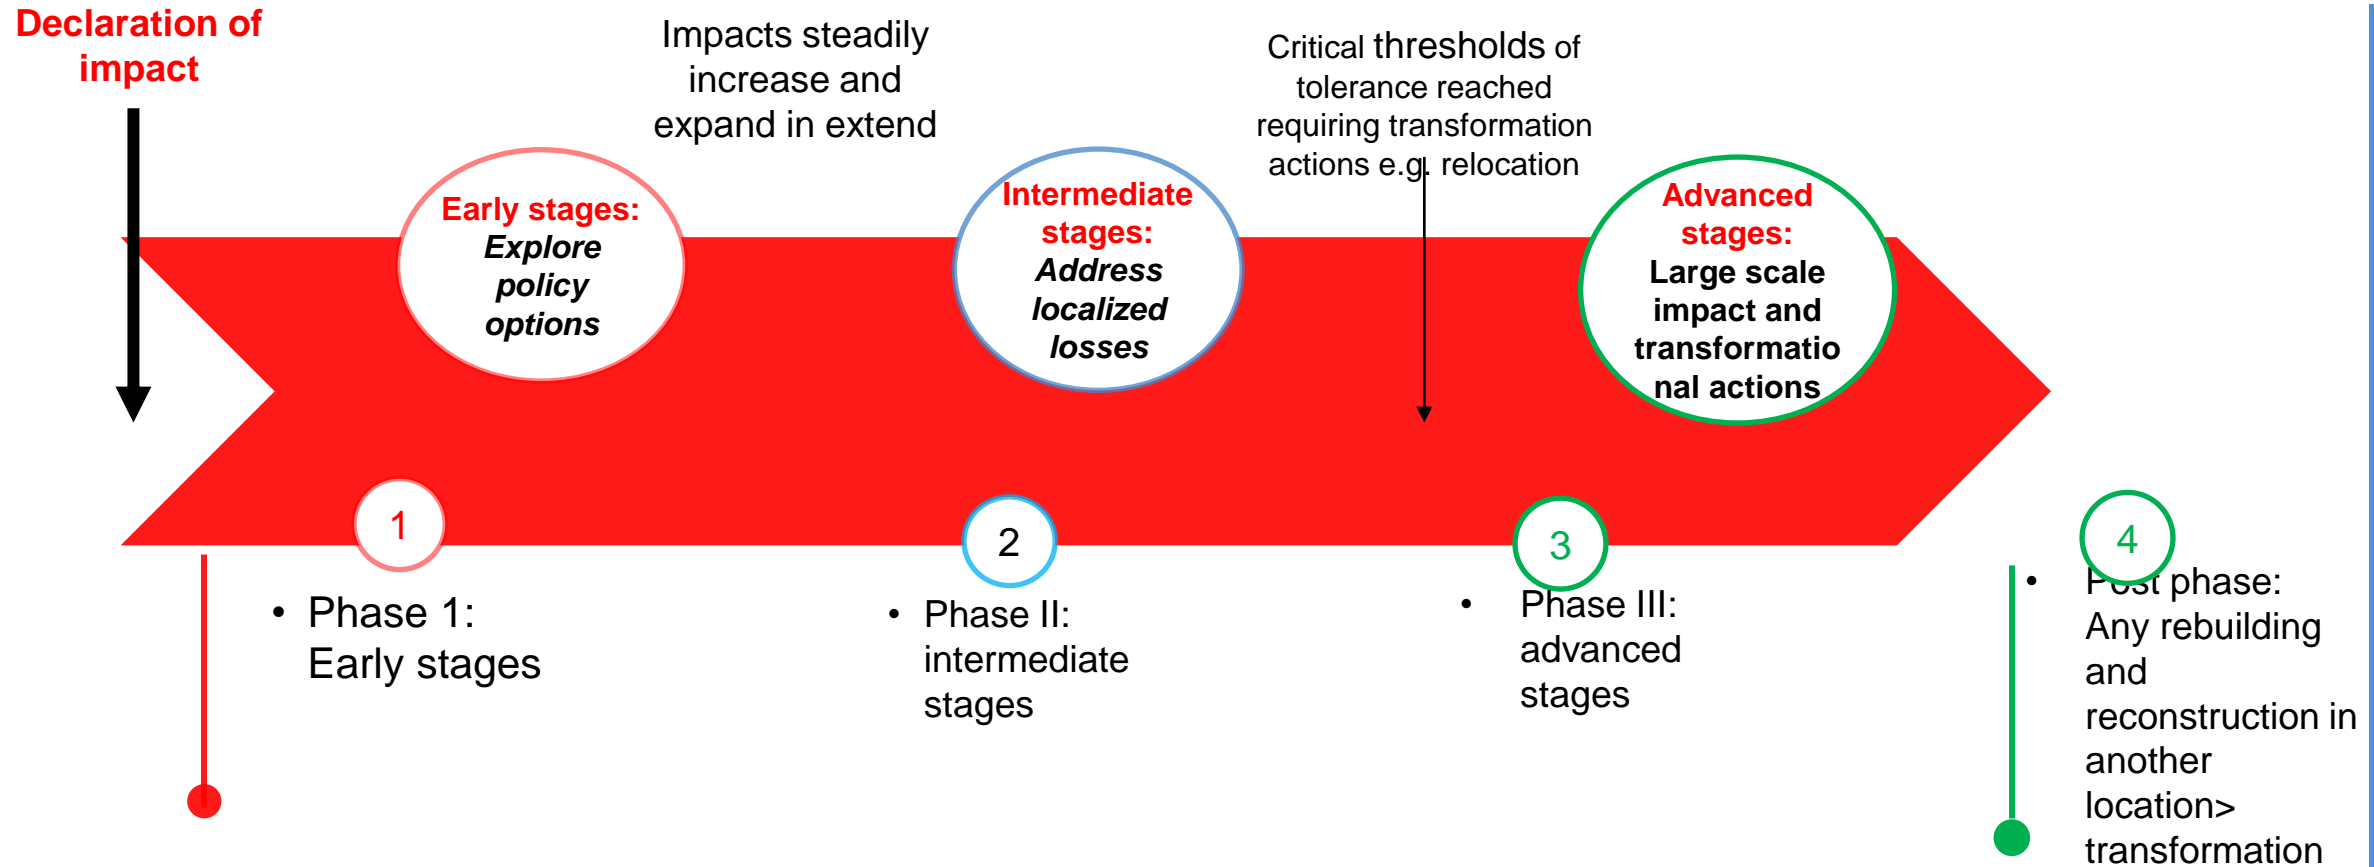 Declaration of
impact
Impacts steadily
increase and
expand in extend
Critical thresholds of
tolerance reached
requiring transformation
actions e.g. relocation
Early stages:
Explore
policy
options
Intermediate
stages:
Address
localized
losses
Advanced
stages:
Large scale
impact and
transformatio
nal actions
1
2
3
4
• Phase 1:
Early stages
• Phase II:
intermediate
stages
• Phase III:
advanced
stages
• Post phase:
Any rebuilding
and
reconstruction in
another
location>
transformation